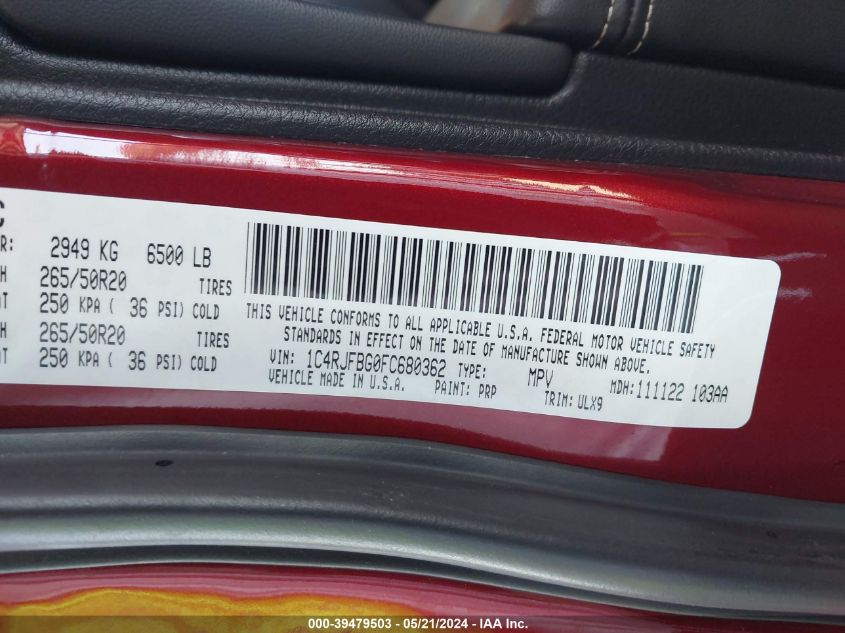 C
R: 2949 KG 6500 LB
H 265/50R20 TIRES
AT 250 KPA ( 36 PSI) COLD
H 265/50R20 TIRES
AT 250 KPA ( 36 PSI) COLD
THIS VEHICLE CONFORMS TO ALL APPLICABLE U.S.A. FEDERAL MOTOR VEHICLE SAFETY
STANDARDS IN EFFECT ON THE DATE OF MANUFACTURE SHOWN ABOVE.
VIN: 1C4RJFBG0FC680362 TYPE: MPV MDH: 111122 103AA
VEHICLE MADE IN U.S.A. PAINT: PRP TRIM: ULX9
000-39479503 - 05/21/2024 - IAA Inc.